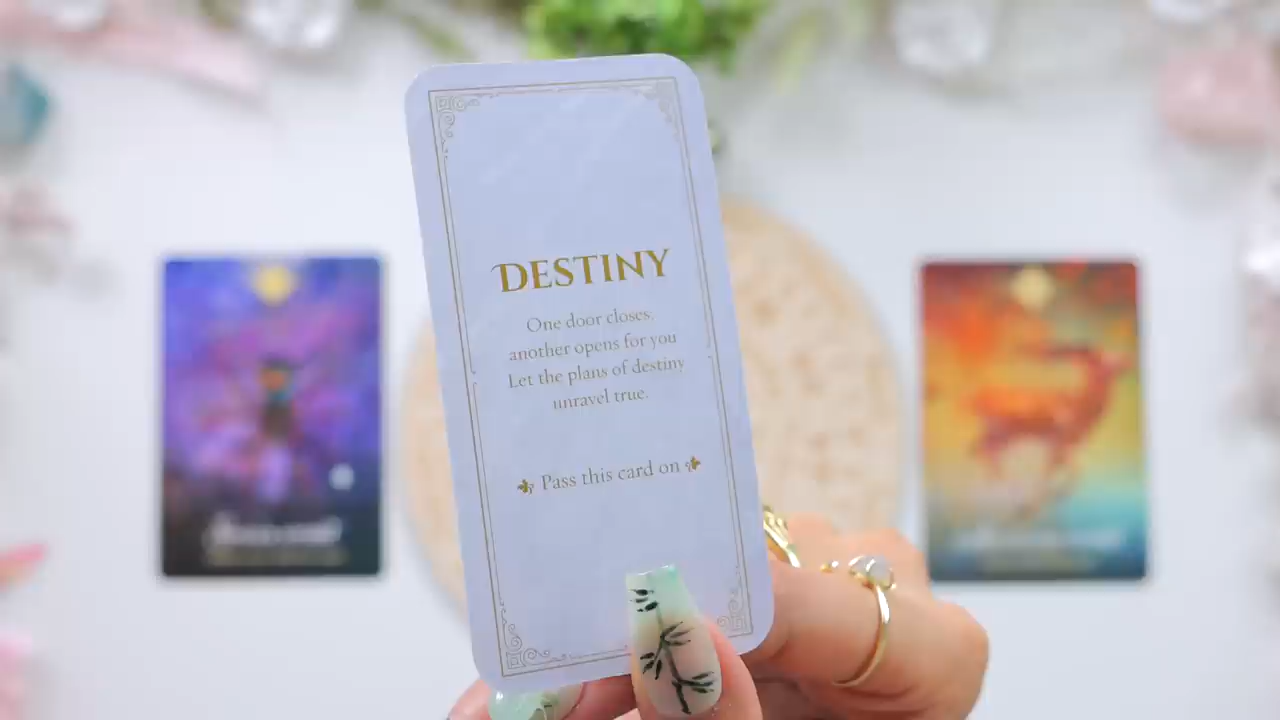 DESTINY
One door closes,
another opens for you
Let the plans of destiny
unravel true.
Pass this card on